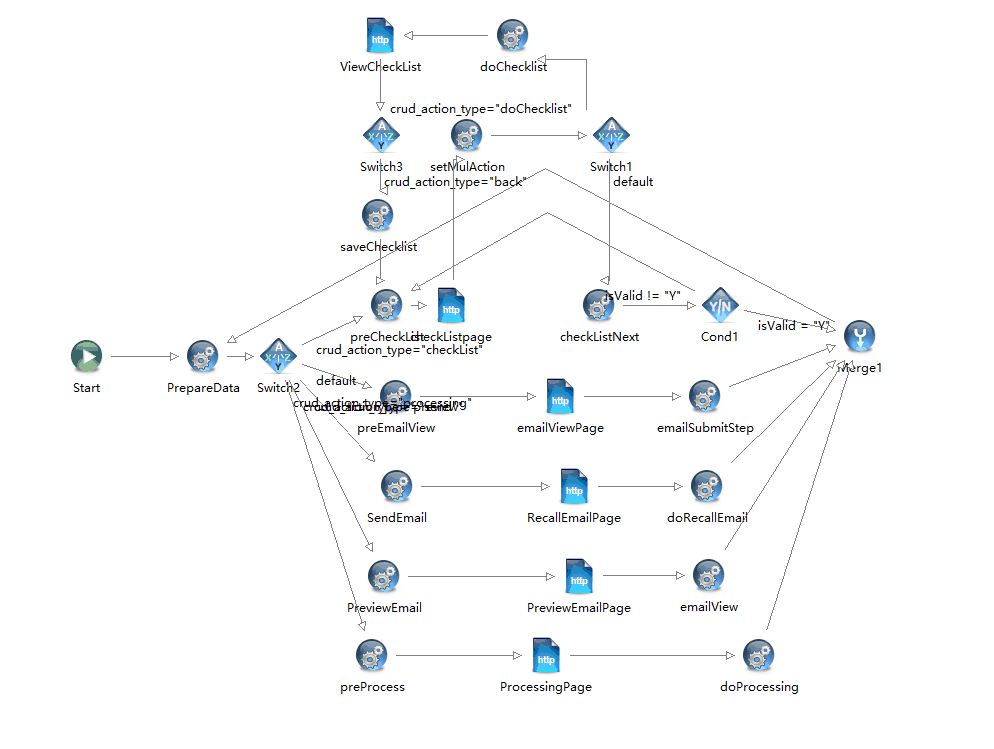 http
ViewCheckList
doChecklist
crud_action_type="doChecklist"
A
X Z
Y
Switch3
setMulAction
A
X Z
Y
Switch1
crud_action_type="back"
default
saveChecklist
http
preCheckList
checkListpage
isValid != "Y"
checkListNext
Y/N
Cond1
isValid = "Y"
Merge1
Start
PrepareData
A
X Z
Y
Switch2
crud_action_type="checkList"
default
crud_action_type="processing"
preEmailView
http
emailViewPage
emailSubmitStep
SendEmail
http
RecallEmailPage
doRecallEmail
PreviewEmail
http
PreviewEmailPage
emailView
preProcess
http
ProcessingPage
doProcessing